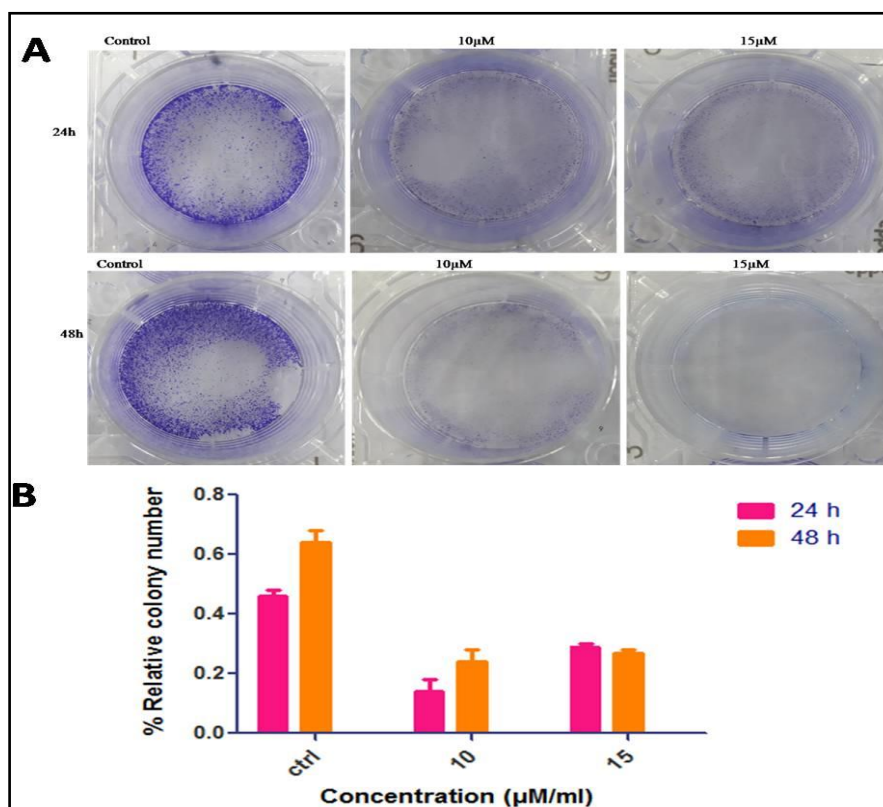 A
Control 10µM 15µM
24h
Control 10µM 15µM
48h
B
% Relative colony number
0.8
0.6
0.4
0.2
0.0
24 h
48 h
ctrl 10 15
Concentration (µM/ml)